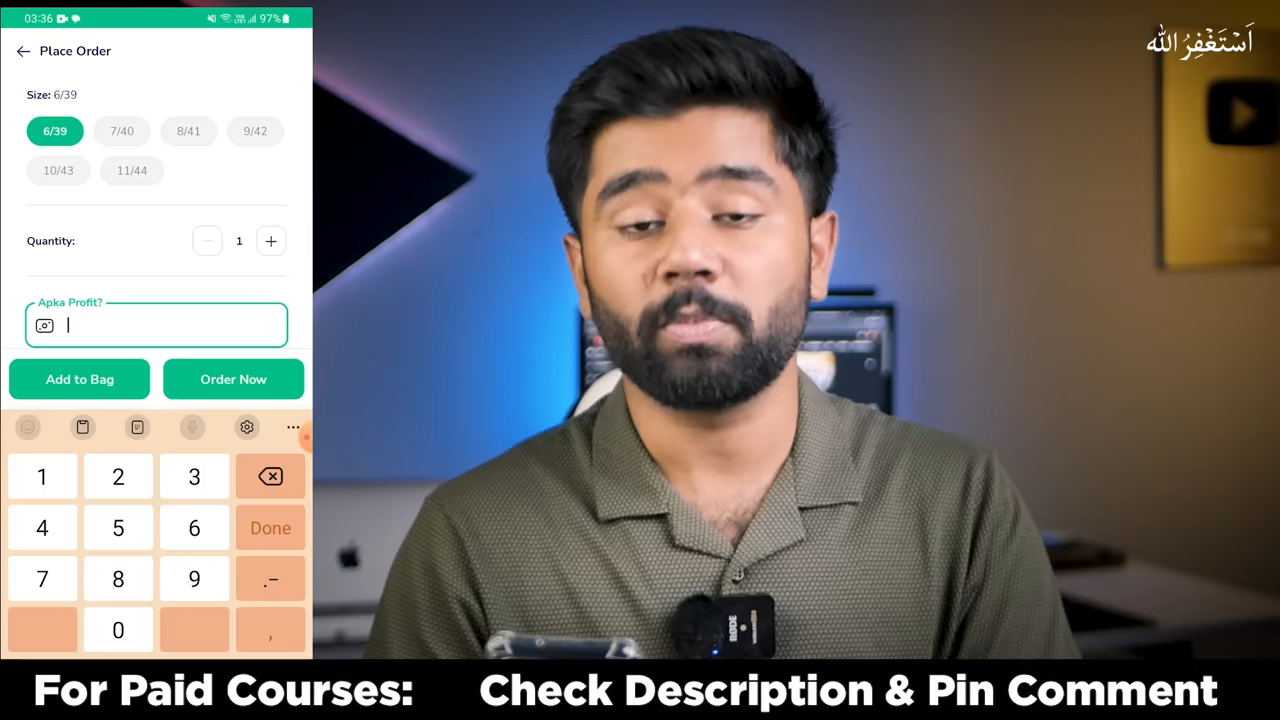 03:36
97%
Place Order
Size: 6/39
6/39
7/40
8/41
9/42
10/43
11/44
Quantity:
1
Apka Profit?
Add to Bag
Order Now
1
2
3
4
5
6
Done
7
8
9
.-
0
,
اَسْتَغْفِرُ اللّٰه
RØDE
For Paid Courses:
Check Description & Pin Comment